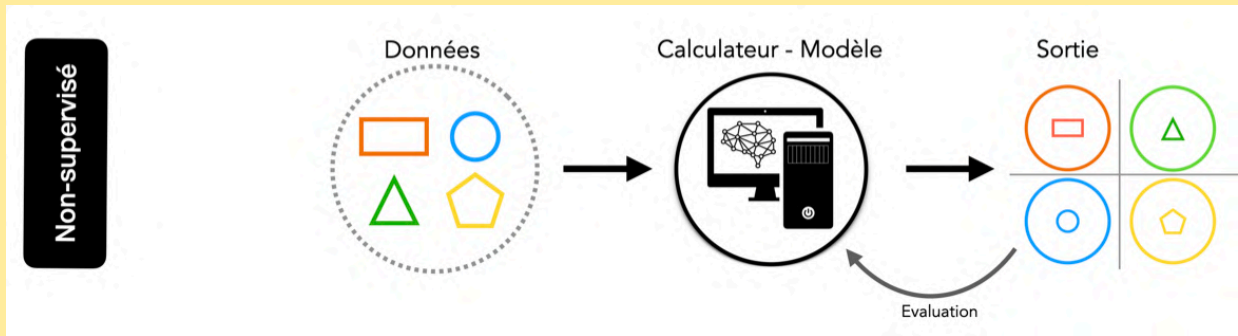 Non-supervisé
Données
Calculateur - Modèle
Sortie
Evaluation